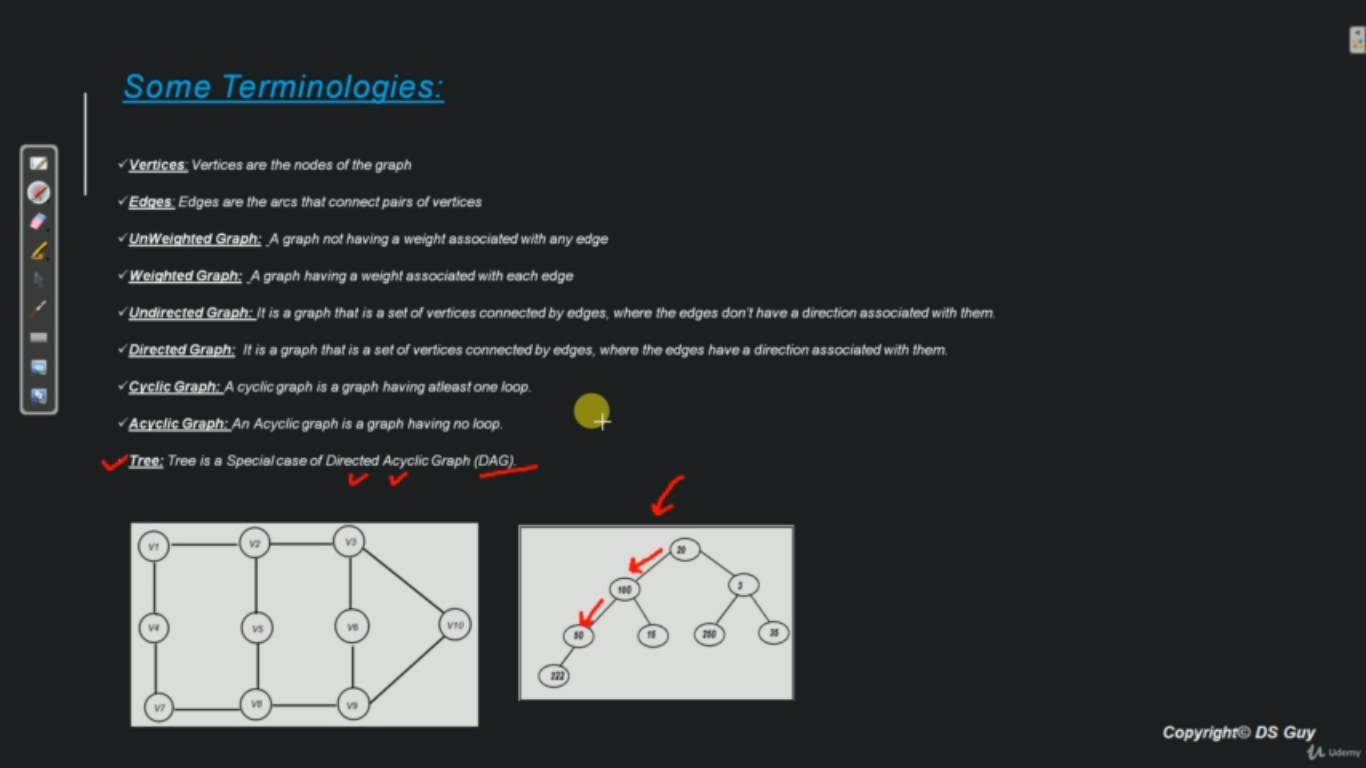 Some Terminologies:
✓Vertices: Vertices are the nodes of the graph
✓Edges: Edges are the arcs that connect pairs of vertices
✓UnWeighted Graph: A graph not having a weight associated with any edge
✓Weighted Graph: A graph having a weight associated with each edge
✓Undirected Graph: It is a graph that is a set of vertices connected by edges, where the edges don't have a direction associated with them.
✓Directed Graph: It is a graph that is a set of vertices connected by edges, where the edges have a direction associated with them.
✓Cyclic Graph: A cyclic graph is a graph having atleast one loop.
✓Acyclic Graph: An Acyclic graph is a graph having no loop.
Tree: Tree is a Special case of Directed Acyclic Graph (DAG).
V1 V2 V3
V4 V5 V6 V10
V7 V8 V9
20
100 3
50 15 250 35
222
Copyright© DS Guy
Udemy